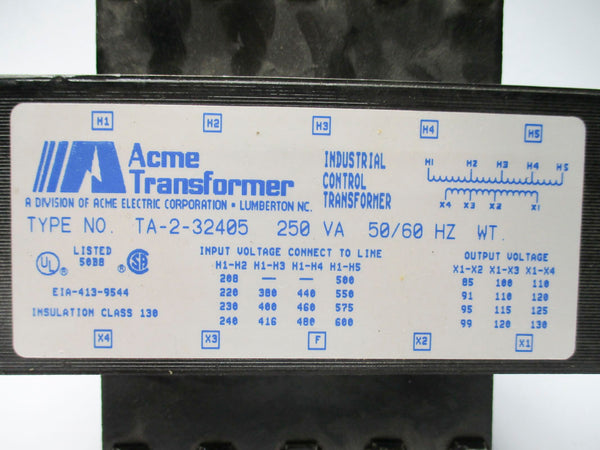 H1 H2 H3 H4 H5
Acme
Transformer
A DIVISION OF ACME ELECTRIC CORPORATION • LUMBERTON NC.
INDUSTRIAL
CONTROL
TRANSFORMER
H1 H2 H3 H4 H5
X4 X3 X2 X1
TYPE NO. TA-2-32405 250 VA 50/60 HZ WT.
UL ® LISTED
50BB
® SA
EIA-413-9544
INSULATION CLASS 130
INPUT VOLTAGE CONNECT TO LINE
H1-H2 H1-H3 H1-H4 H1-H5
208 — — 500
220 380 440 550
230 400 460 575
240 416 480 600
OUTPUT VOLTAGE
X1-X2 X1-X3 X1-X4
85 100 110
91 110 120
95 115 125
99 120 130
X4 X3 F X2 X1